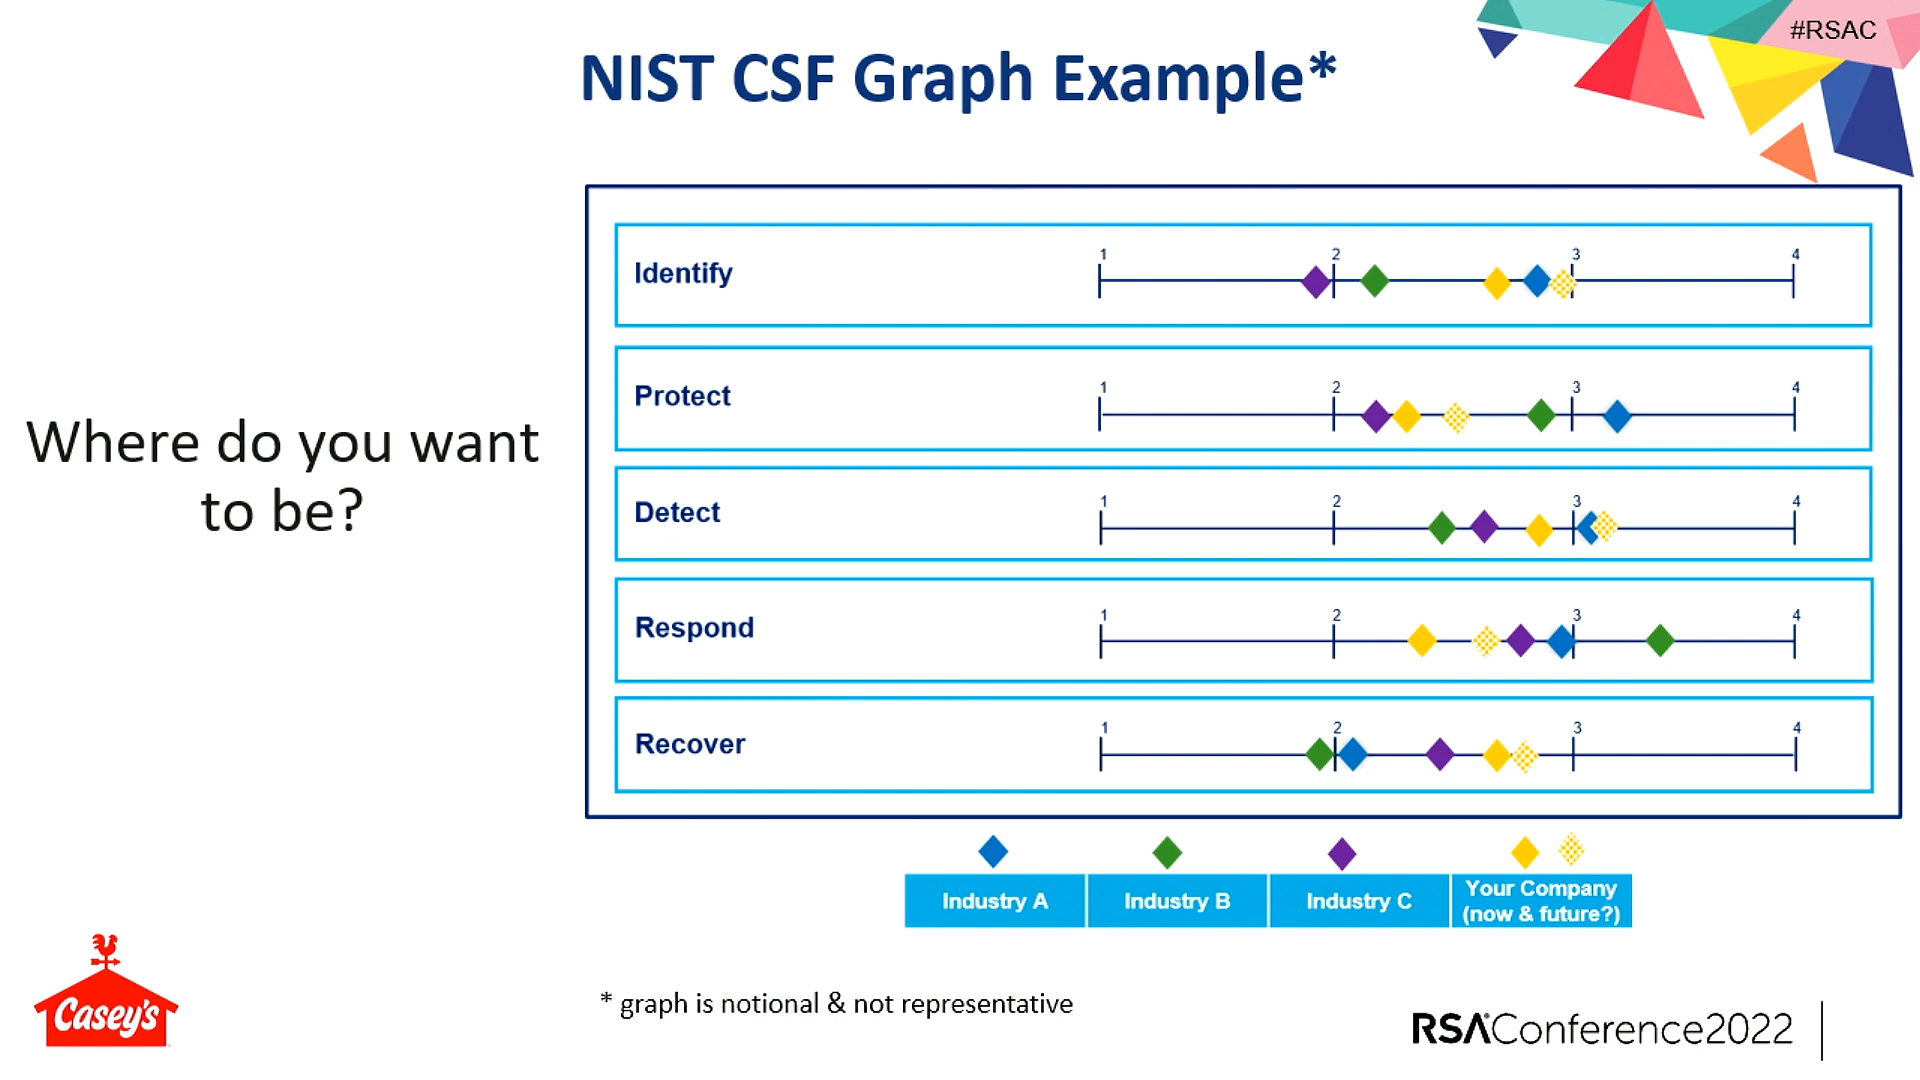 #RSAC
NIST CSF Graph Example*
Where do you want
to be?
Identify
1 2 3 4
Protect
1 2 3 4
Detect
1 2 3 4
Respond
1 2 3 4
Recover
1 2 3 4
Industry A
Industry B
Industry C
Your Company
(now & future?)
* graph is notional & not representative
Casey's
RSAConference2022